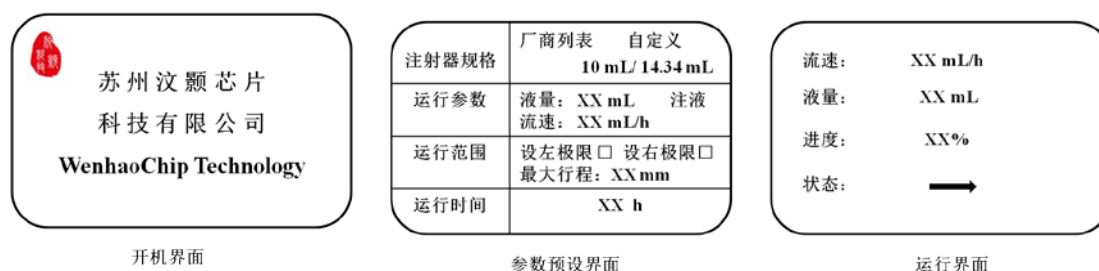 苏州汶颢芯片
科技有限公司
WenhaoChip Technology
开机界面
注射器规格
厂商列表 自定义
10 mL/ 14.34 mL
运行参数
液量：XX mL 注液
流速：XX mL/h
运行范围
设左极限□ 设右极限□
最大行程：XX mm
运行时间
XX h
参数预设界面
流速： XX mL/h
液量： XX mL
进度： XX%
状态：
运行界面